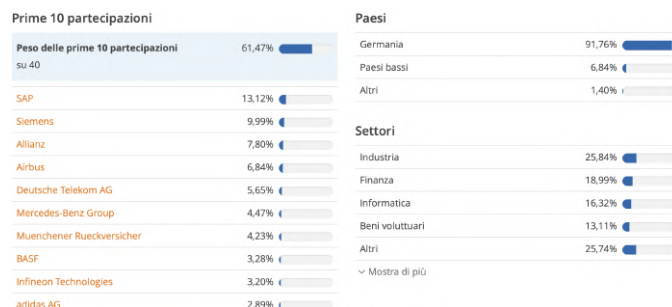 Prime 10 partecipazioni
Peso delle prime 10 partecipazioni 61,47%
su 40
SAP 13,12%
Siemens 9,99%
Allianz 7,80%
Airbus 6,84%
Deutsche Telekom AG 5,65%
Mercedes-Benz Group 4,47%
Muenchener Rueckversicher 4,23%
BASF 3,28%
Infineon Technologies 3,20%
adidas AG 2,89%
Paesi
Germania 91,76%
Paesi bassi 6,84%
Altri 1,40%
Settori
Industria 25,84%
Finanza 18,99%
Informatica 16,32%
Beni voluttuari 13,11%
Altri 25,74%
Mostra di più